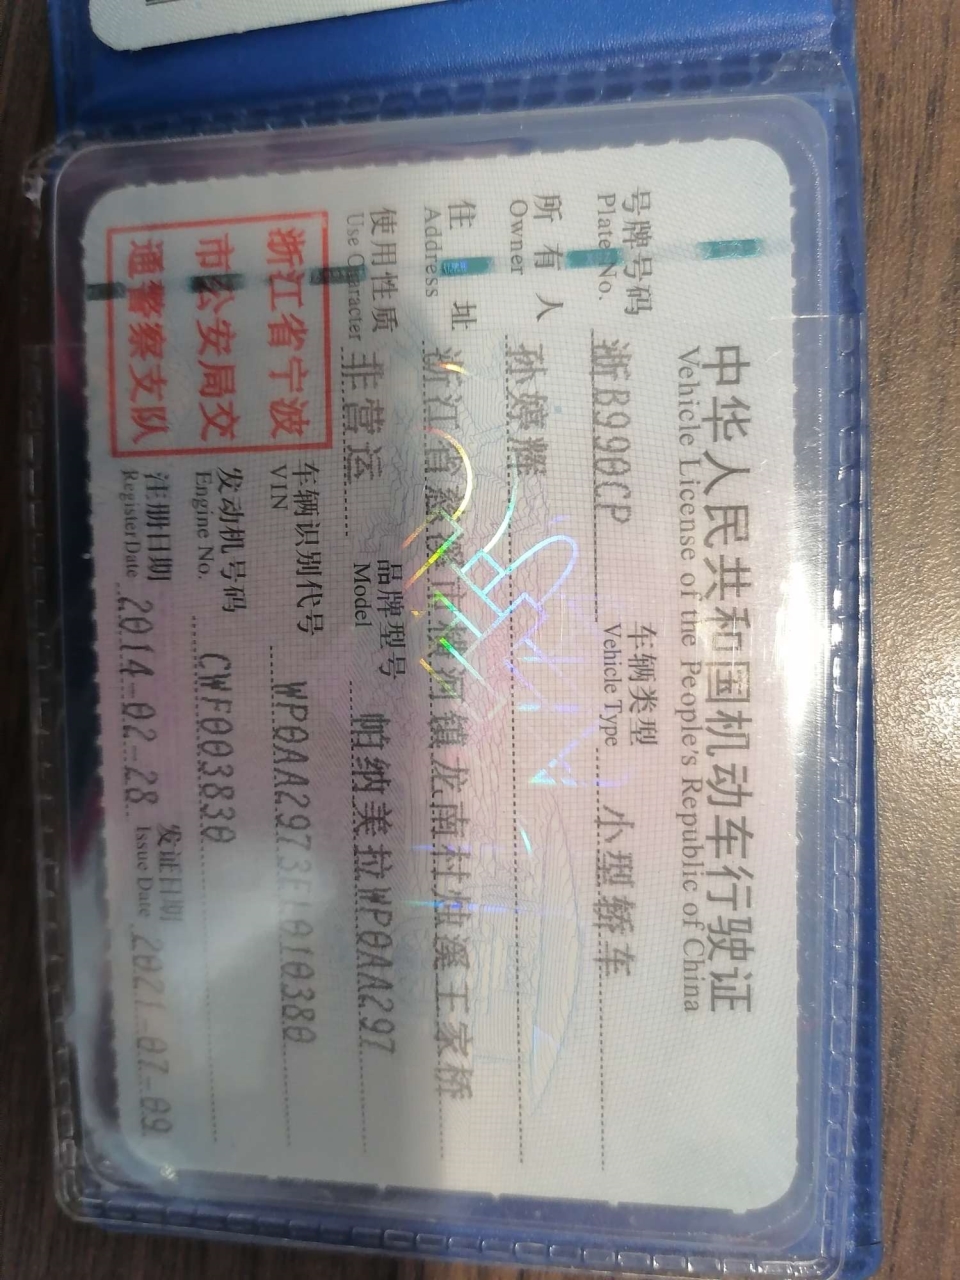 中华人民共和国机动车行驶证
Vehicle License of the People's Republic of China
号牌号码 浙B990CP 车辆类型 小型轿车
Plate No. Vehicle Type
所有人 孙嬉辉
Owner
住址 浙江省慈溪市横河镇龙南村洪溪王家桥
Address
使用性质 非营运 品牌型号 帕纳美拉WP0AA297
Use Character Model
浙江省宁波
市公安局交
通警察支队
车辆识别代号
VIN
发动机号码 CWF003830
Engine No.
注册日期 2014-02-28 发证日期 2021-07-09
Register Date Issue Date